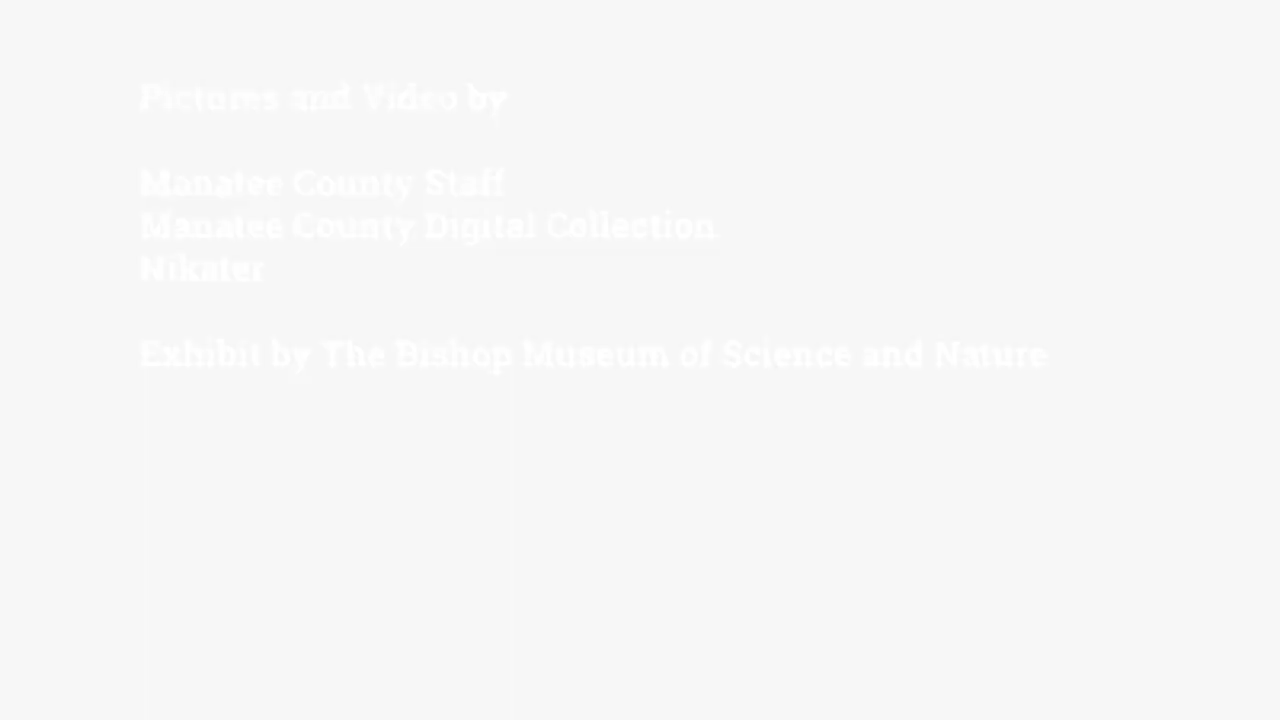 Pictures and Video by
Manatee County Staff
Manatee County Digital Collection
Nikater
Exhibit by The Bishop Museum of Science and Nature